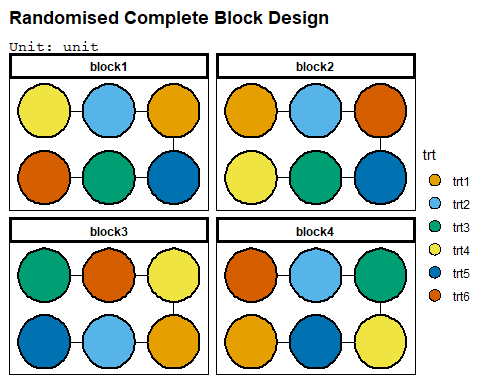 Randomised Complete Block Design
Unit: unit
block1
block2
block3
block4
trt
trt1
trt2
trt3
trt4
trt5
trt6